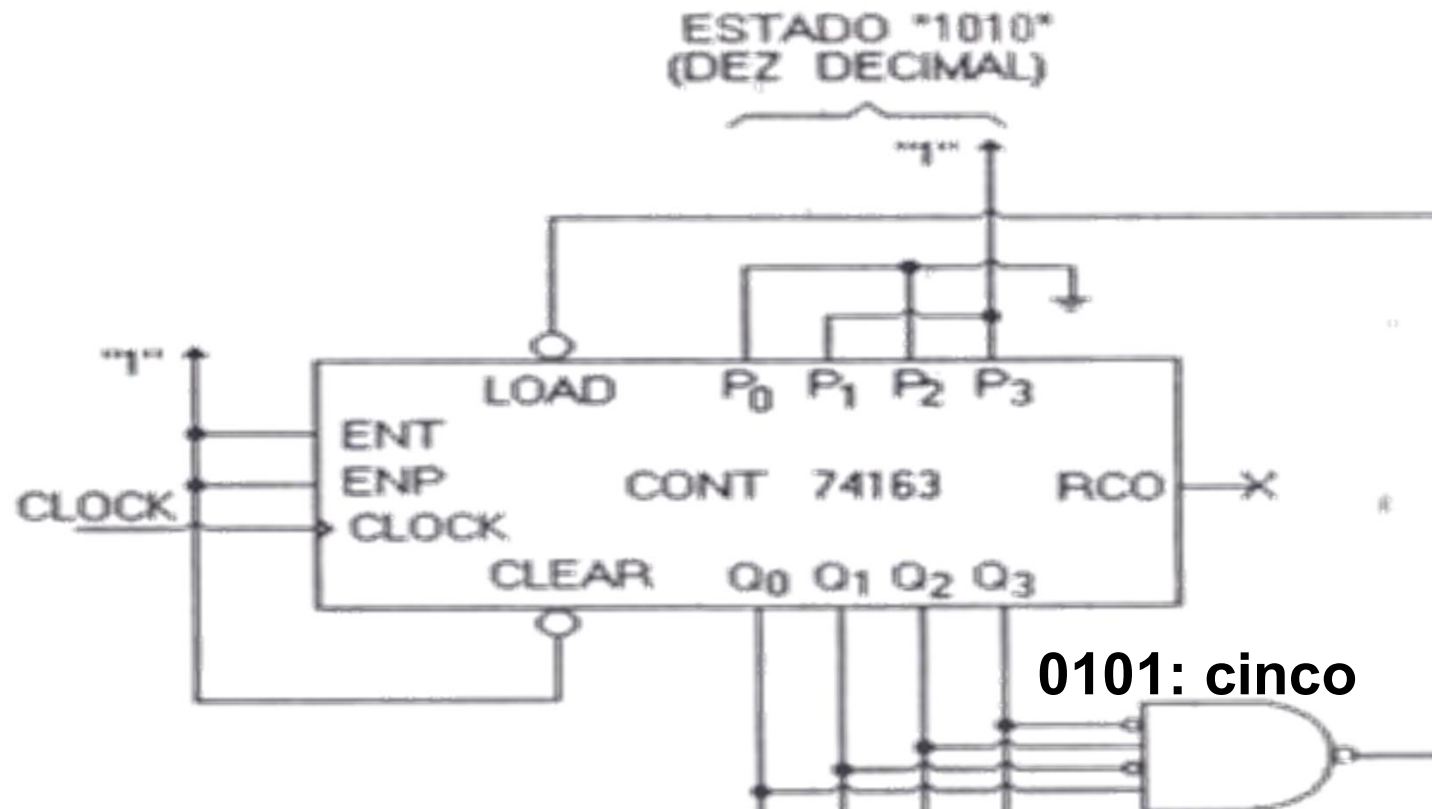 ESTADO "1010"
(DEZ DECIMAL)
"1"
"1"
LOAD P0 P1 P2 P3
ENT
ENP
CLOCK
CLOCK
CONT 74163 RCO
CLEAR Q0 Q1 Q2 Q3
0101: cinco